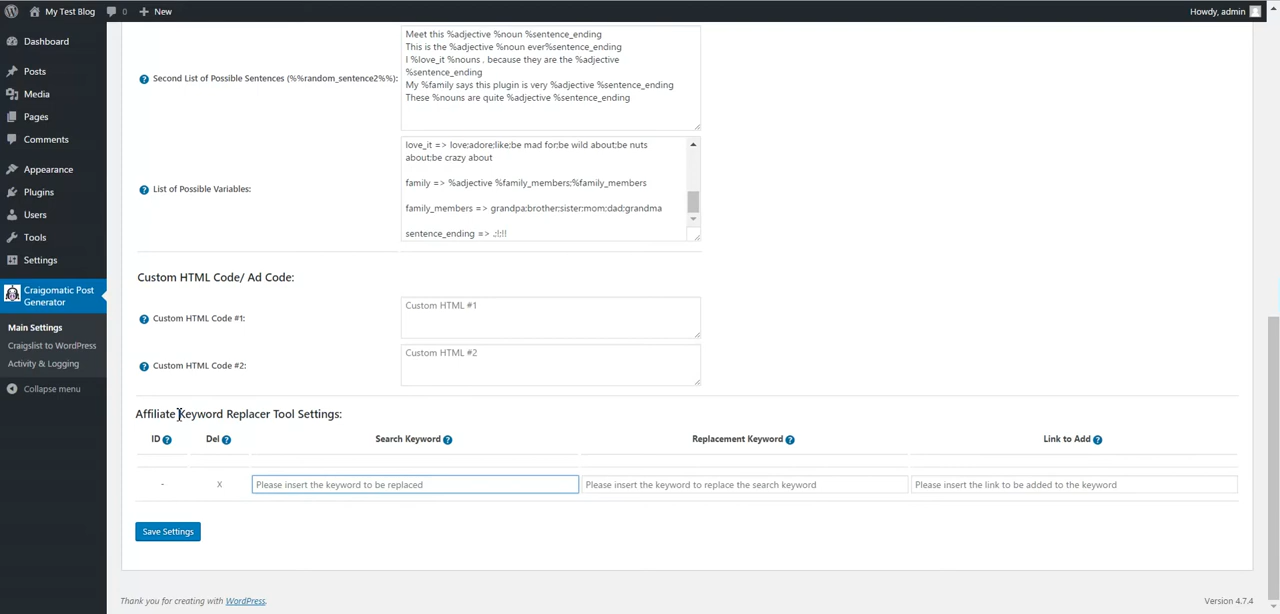 My Test Blog 0 New Howdy, admin
Dashboard
Posts
Media
Pages
Comments
Appearance
Plugins
Users
Tools
Settings
Craigomatic Post
Generator
Main Settings
Craigslist to WordPress
Activity & Logging
Collapse menu
Second List of Possible Sentences (%%random_sentence2%%):
Meet this %adjective %noun %sentence_ending
This is the %adjective %noun ever%sentence_ending
I %love_it %nouns , because they are the %adjective
%sentence_ending
My %family says this plugin is very %adjective %sentence_ending
These %nouns are quite %adjective %sentence_ending
List of Possible Variables:
love_it => love;adore;like;be mad for;be wild about;be nuts
about;be crazy about
family => %adjective %family_members;%family_members
family_members => grandpa;brother;sister;mom;dad;grandma
sentence_ending => .;!;!!
Custom HTML Code/ Ad Code:
Custom HTML Code #1:
Custom HTML #1
Custom HTML Code #2:
Custom HTML #2
Affiliate Keyword Replacer Tool Settings:
ID Del Search Keyword Replacement Keyword Link to Add
- X Please insert the keyword to be replaced Please insert the keyword to replace the search keyword Please insert the link to be added to the keyword
Save Settings
Thank you for creating with WordPress. Version 4.7.4